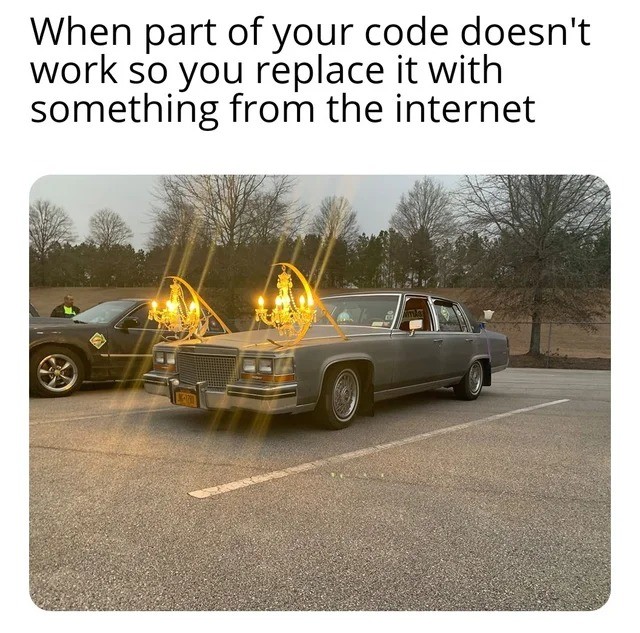 When part of your code doesn't
work so you replace it with
something from the internet